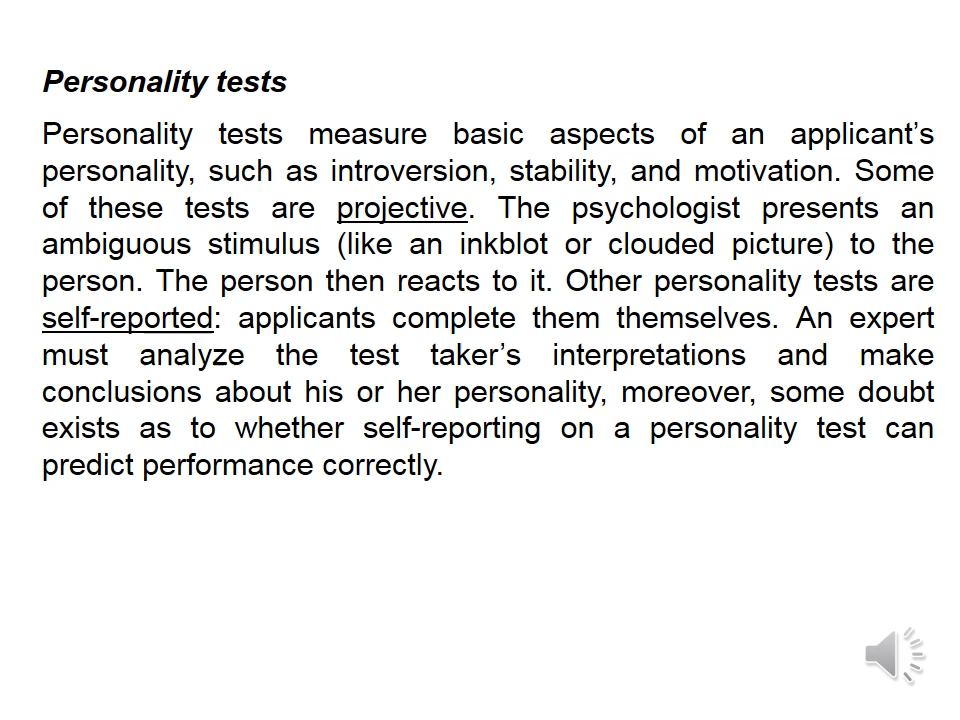 Personality tests
Personality tests measure basic aspects of an applicant’s
personality, such as introversion, stability, and motivation. Some
of these tests are projective. The psychologist presents an
ambiguous stimulus (like an inkblot or clouded picture) to the
person. The person then reacts to it. Other personality tests are
self-reported: applicants complete them themselves. An expert
must analyze the test taker’s interpretations and make
conclusions about his or her personality, moreover, some doubt
exists as to whether self-reporting on a personality test can
predict performance correctly.